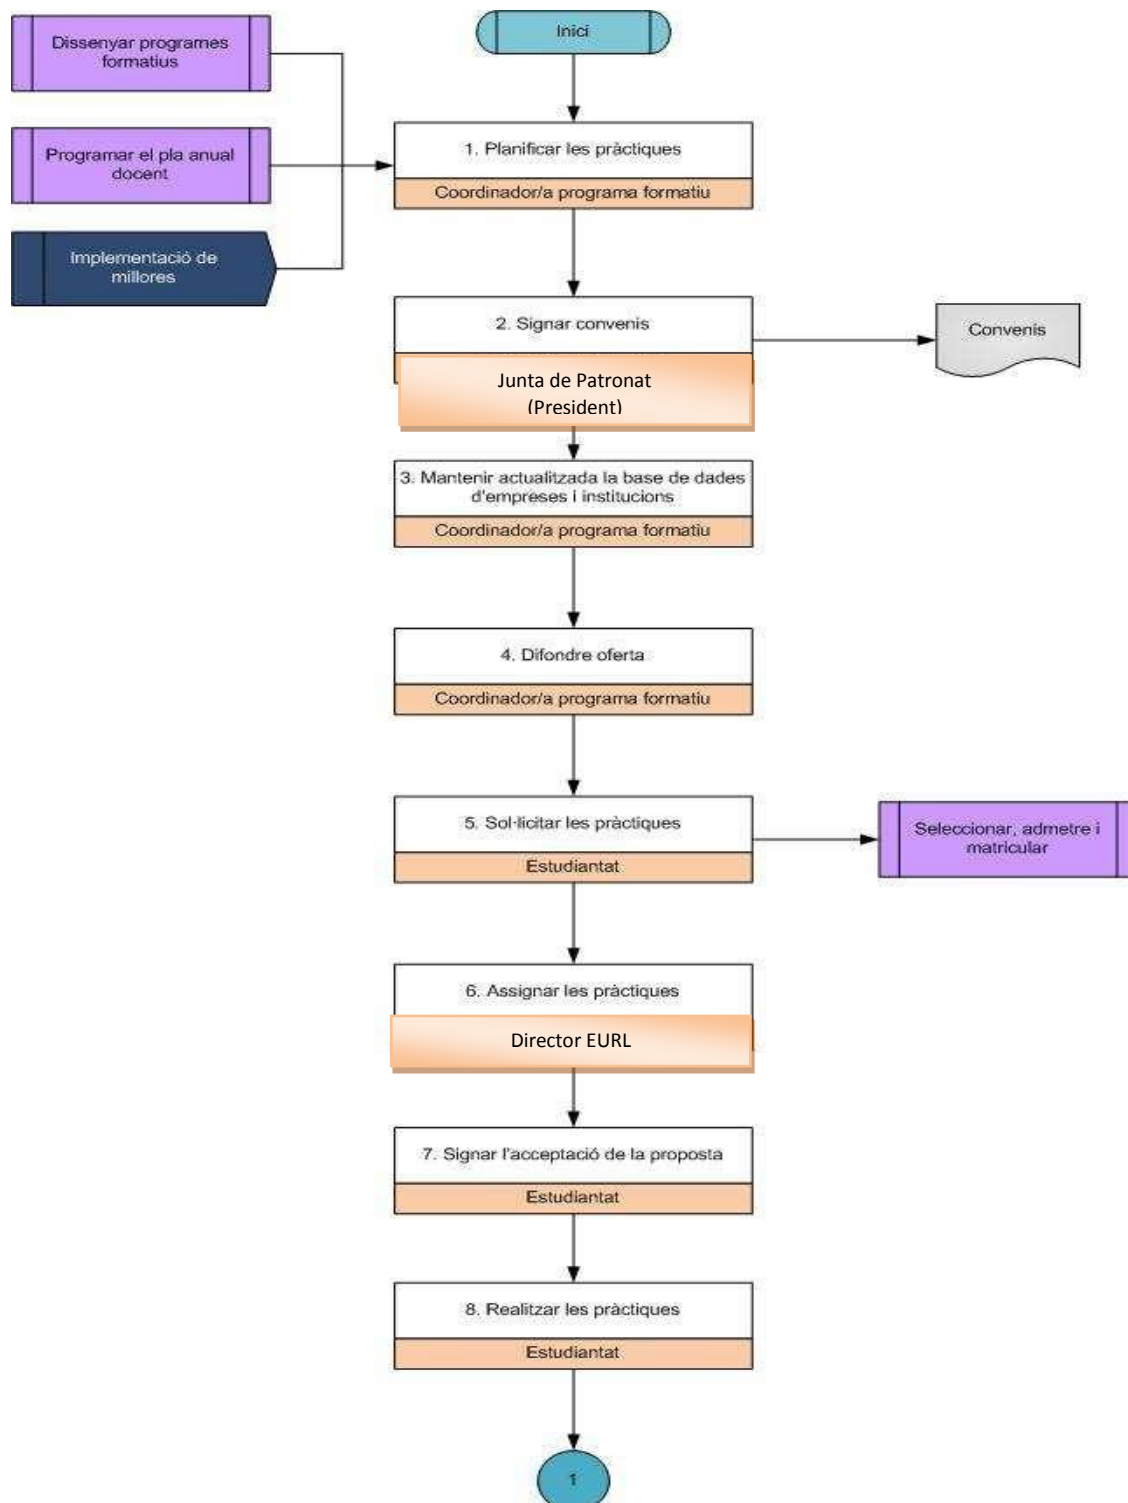 Inici
Dissenyar programes
formatius
Programar el pla anual
docent
Implementació de
millores
1. Planificar les pràctiques
Coordinador/a programa formatiu
2. Signar convenis
Junta de Patronat
(President)
Convenis
3. Mantenir actualitzada la base de dades
d'empreses i institucions
Coordinador/a programa formatiu
4. Difondre oferta
Coordinador/a programa formatiu
5. Sol·licitar les pràctiques
Estudiantat
Seleccionar, admetre i
matricular
6. Assignar les pràctiques
Director EURL
7. Signar l'acceptació de la proposta
Estudiantat
8. Realitzar les pràctiques
Estudiantat
1